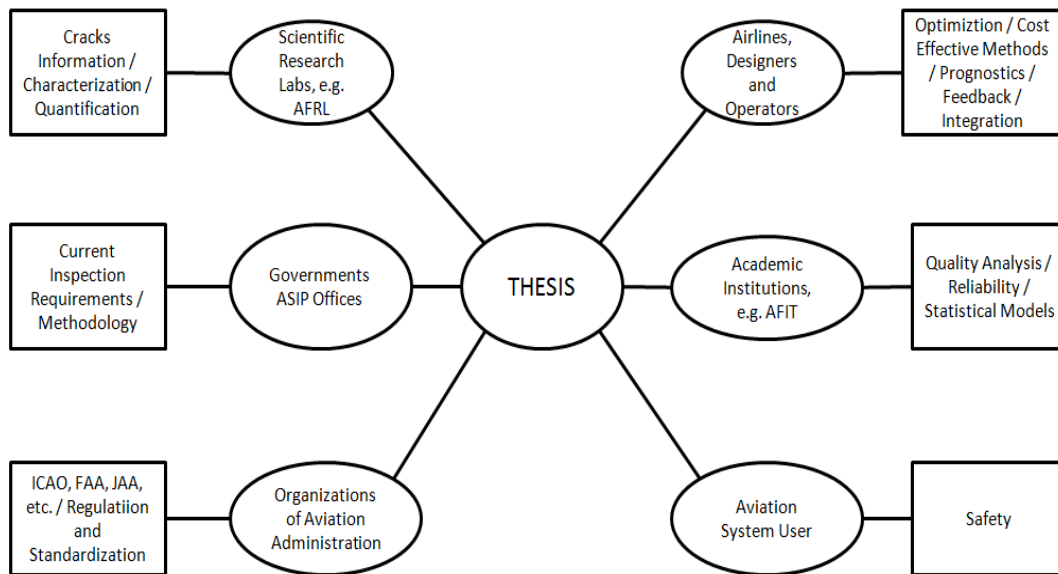 Cracks
Information /
Characterization /
Quantification
Scientific
Research
Labs, e.g.
AFRL
Airlines,
Designers
and
Operators
Optimiztion / Cost
Effective Methods
/ Prognostics /
Feedback /
Integration
Current
Inspection
Requirements /
Methodology
Governments
ASIP Offices
THESIS
Academic
Institutions,
e.g. AFIT
Quality Analysis /
Reliability /
Statistical Models
ICAO, FAA, JAA,
etc. / Regulatiion
and
Standardization
Organizations
of Aviation
Administration
Aviation
System User
Safety